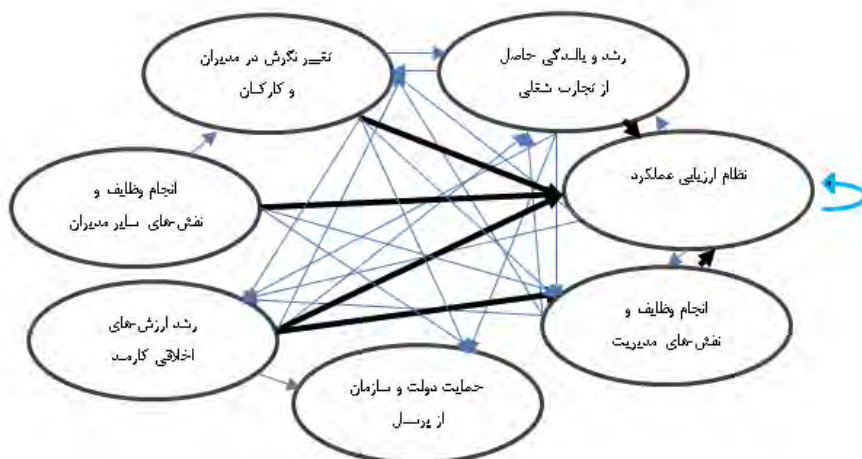 تغییر نگرش در مدیران
و کارکنان
رشد و بالندگی حاصل
از تجارب شغلی
نظام ارزیابی عملکرد
انجام وظایف و
نقش‌های سایر مدیران
انجام وظایف و
نقش‌های مدیریت
رشد ارزش‌های
اخلاقی کارمند
حمایت دولت و سازمان
از پرسنل